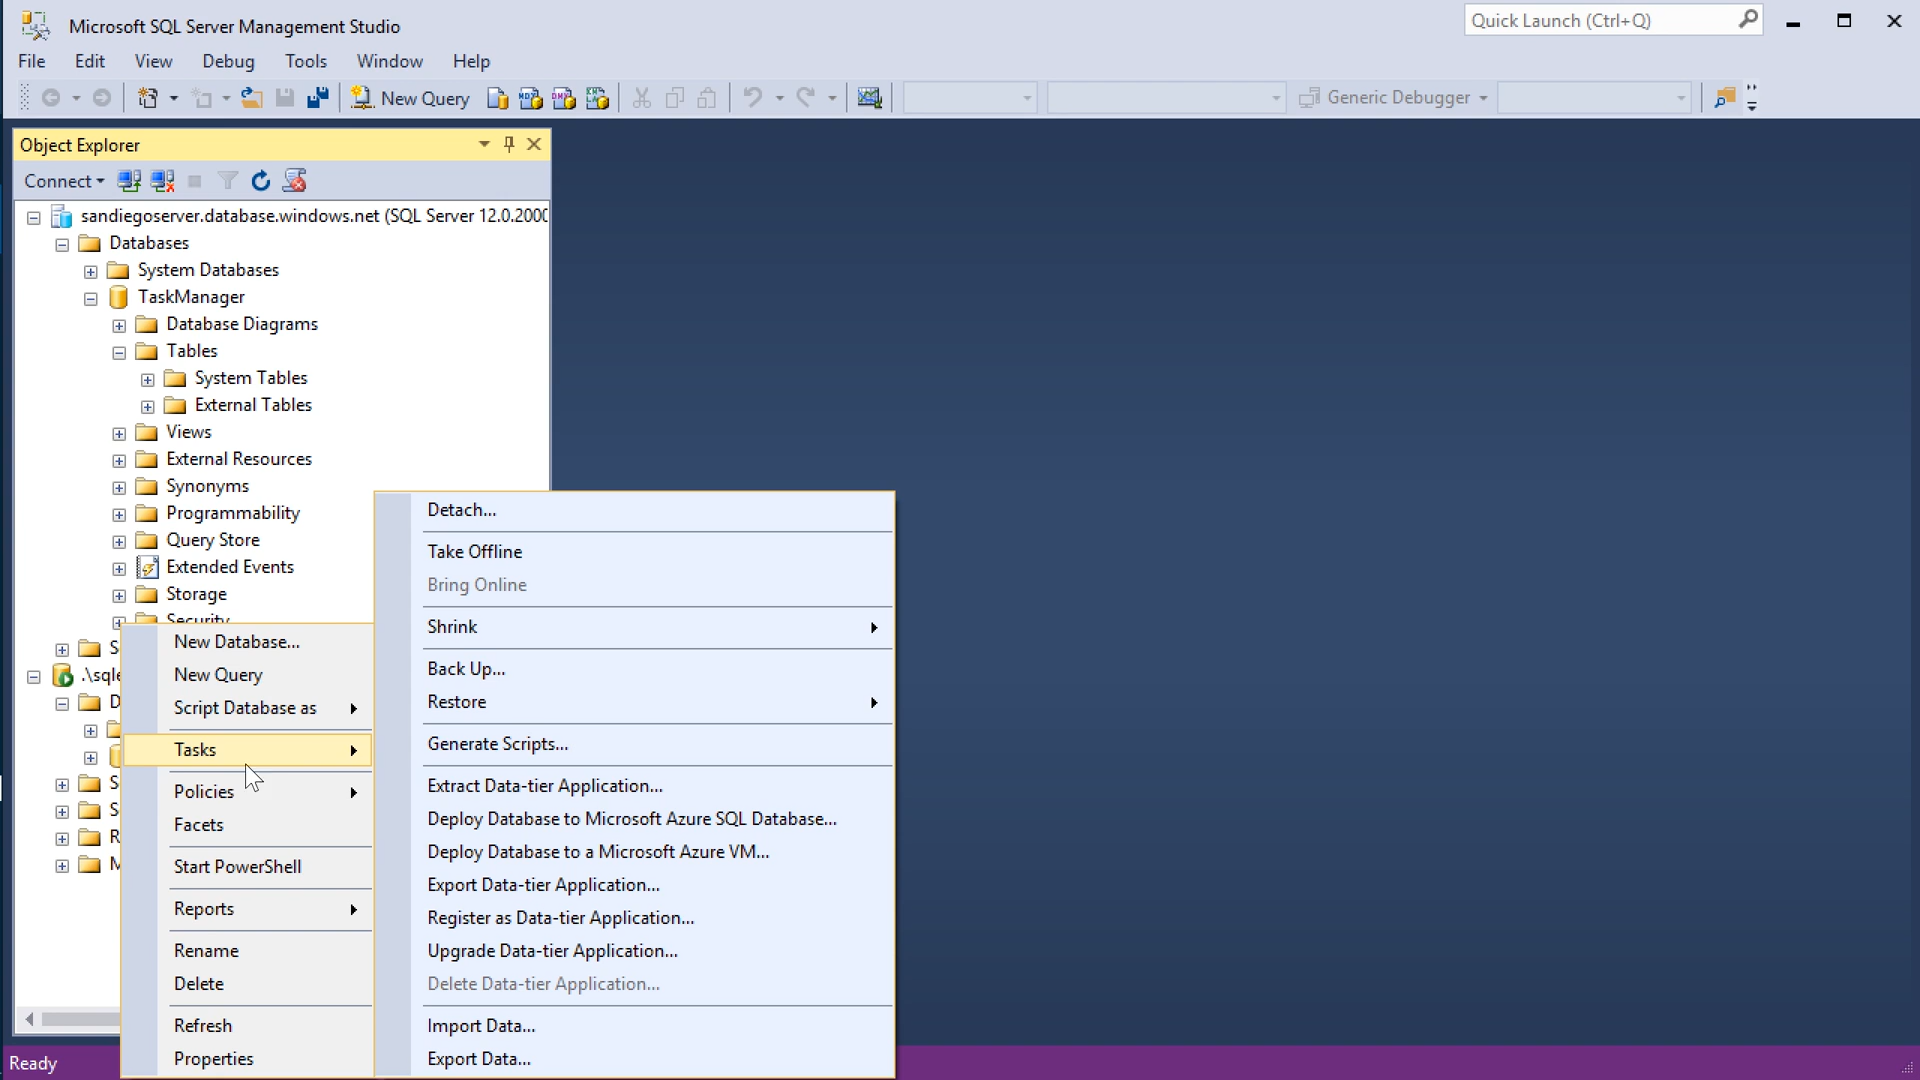 Microsoft SQL Server Management Studio
Quick Launch (Ctrl+Q)
File Edit View Debug Tools Window Help
New Query
Generic Debugger
Object Explorer
Connect
sandiegoserver.database.windows.net (SQL Server 12.0.2000
Databases
System Databases
TaskManager
Database Diagrams
Tables
System Tables
External Tables
Views
External Resources
Synonyms
Programmability
Query Store
Extended Events
Storage
Security
S
.\sqle
D
S
S
R
M
New Database...
New Query
Script Database as
Tasks
Policies
Facets
Start PowerShell
Reports
Rename
Delete
Refresh
Properties
Detach...
Take Offline
Bring Online
Shrink
Back Up...
Restore
Generate Scripts...
Extract Data-tier Application...
Deploy Database to Microsoft Azure SQL Database...
Deploy Database to a Microsoft Azure VM...
Export Data-tier Application...
Register as Data-tier Application...
Upgrade Data-tier Application...
Delete Data-tier Application...
Import Data...
Export Data...
Ready